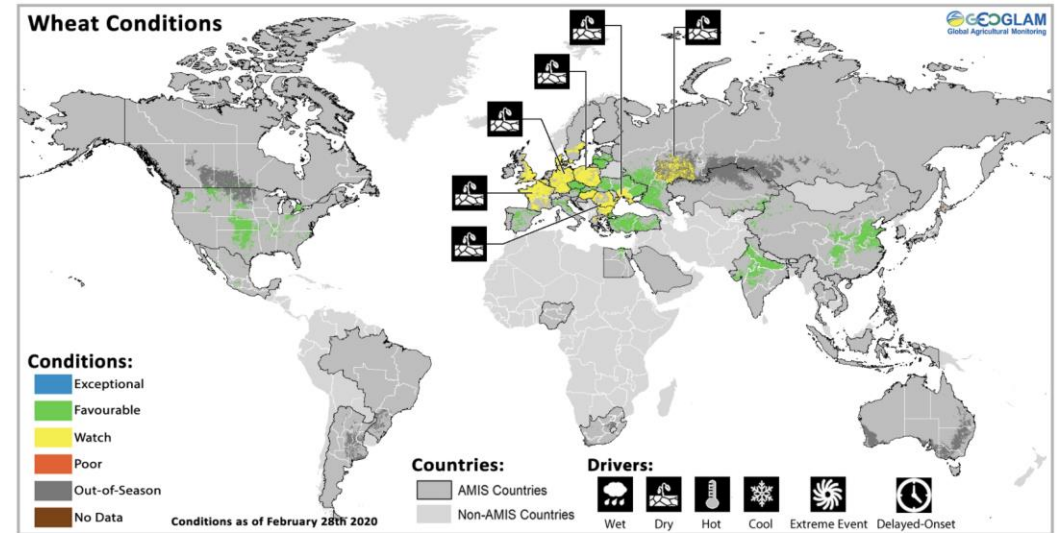 Wheat Conditions
GEOGLAM
Global Agricultural Monitoring
Conditions:
Exceptional
Favourable
Watch
Poor
Out-of-Season
No Data
Conditions as of February 28th 2020
Countries:
AMIS Countries
Non-AMIS Countries
Drivers:
Wet Dry Hot Cool Extreme Event Delayed-Onset